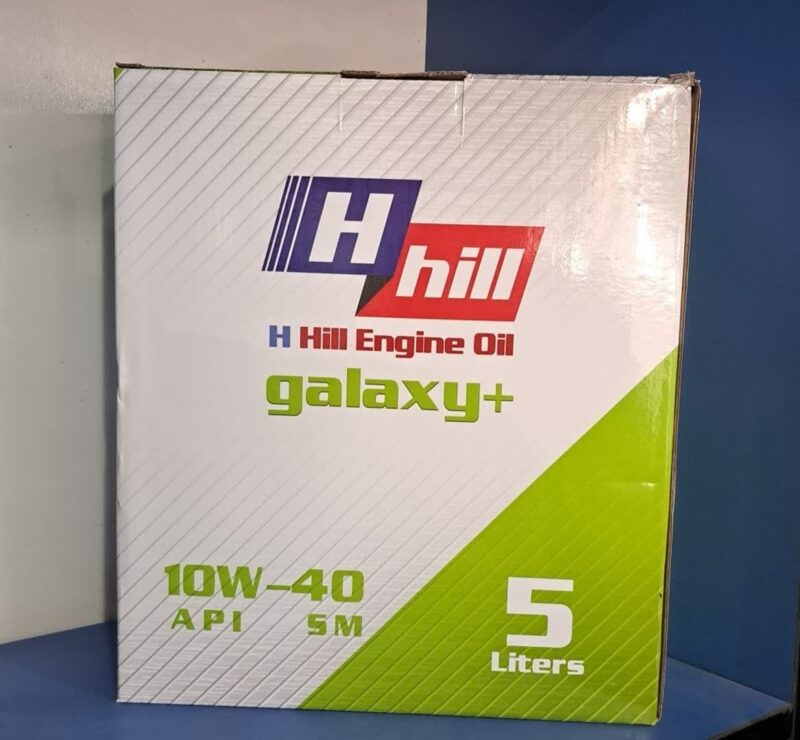 H
hill
H Hill Engine Oil
galaxy+
10W-40
API SM
5
Liters